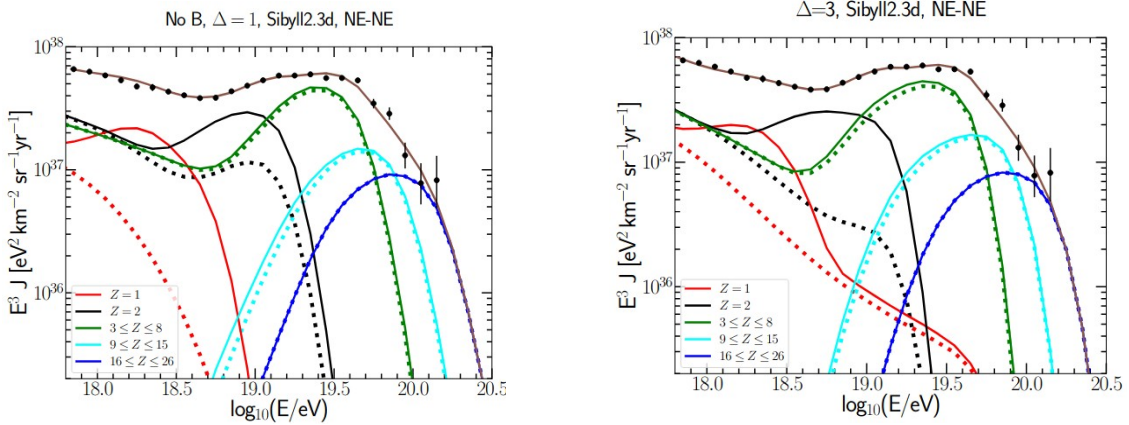 No B, Δ = 1, Sibyll2.3d, NE-NE
10^38
10^37
10^36
E^3 J [eV^2 km^-2 sr^-1 yr^-1]
Z = 1
Z = 2
3 ≤ Z ≤ 8
9 ≤ Z ≤ 15
16 ≤ Z ≤ 26
18.0 18.5 19.0 19.5 20.0 20.5
log10(E/eV)
Δ=3, Sibyll2.3d, NE-NE
10^38
10^37
10^36
E^3 J [eV^2 km^-2 sr^-1 yr^-1]
Z = 1
Z = 2
3 ≤ Z ≤ 8
9 ≤ Z ≤ 15
16 ≤ Z ≤ 26
18.0 18.5 19.0 19.5 20.0 20.5
log10(E/eV)